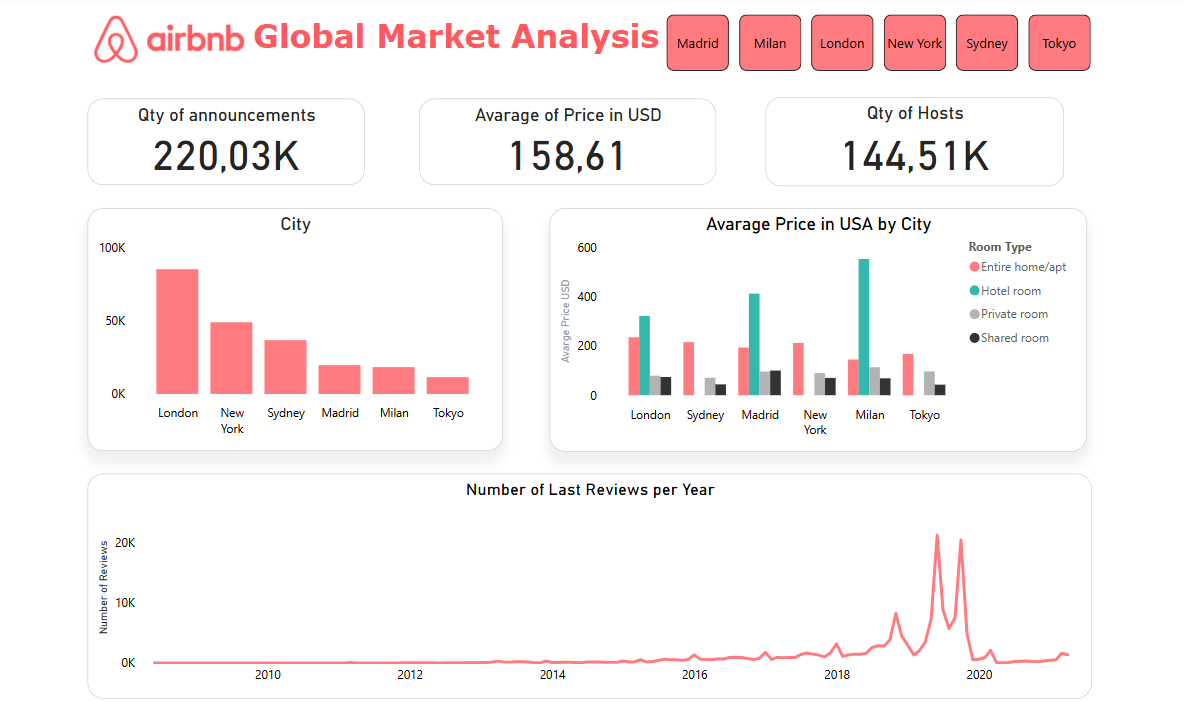 airbnb Global Market Analysis
Madrid
Milan
London
New York
Sydney
Tokyo
Qty of announcements
220,03K
Avarage of Price in USD
158,61
Qty of Hosts
144,51K
City
100K
50K
0K
London
New York
Sydney
Madrid
Milan
Tokyo
Avarage Price in USA by City
Avarge Price USD
600
400
200
0
London
Sydney
Madrid
New York
Milan
Tokyo
Room Type
Entire home/apt
Hotel room
Private room
Shared room
Number of Last Reviews per Year
Number of Reviews
20K
10K
0K
2010
2012
2014
2016
2018
2020